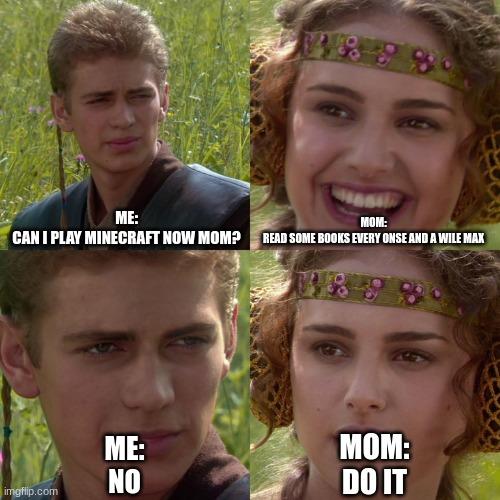 ME:
CAN I PLAY MINECRAFT NOW MOM?
MOM:
READ SOME BOOKS EVERY ONSE AND A WILE MAX
ME:
NO
MOM:
DO IT
imgflip.com